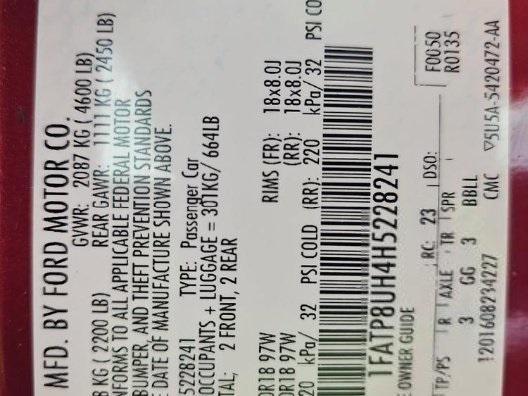 MFD. BY FORD MOTOR CO.
GVWR: 2087 KG ( 4600 LB)
8 KG ( 2200 LB) REAR GAWR: 1111 KG ( 2450 LB)
NFORMS TO ALL APPLICABLE FEDERAL MOTOR
BUMPER, AND THEFT PREVENTION STANDARDS
E DATE OF MANUFACTURE SHOWN ABOVE.
5228241 TYPE: Passenger Car
OCCUPANTS + LUGGAGE = 301KG/ 664LB
TAL; 2 FRONT, 2 REAR
0R18 97W RIMS (FR): 18x8.0J
0R18 97W (RR): 18x8.0J
20 kPa/ 32 PSI COLD (RR): 220 kPa/ 32 PSI CO
1FATP8UH4H5228241
E OWNER GUIDE
F0050
R0135
RC: 23 DSO:
TP/PS R AXLE TR SPR
3 GG 3 BBLL
1201608234227 CMC ▽5U5A-5420472-AA